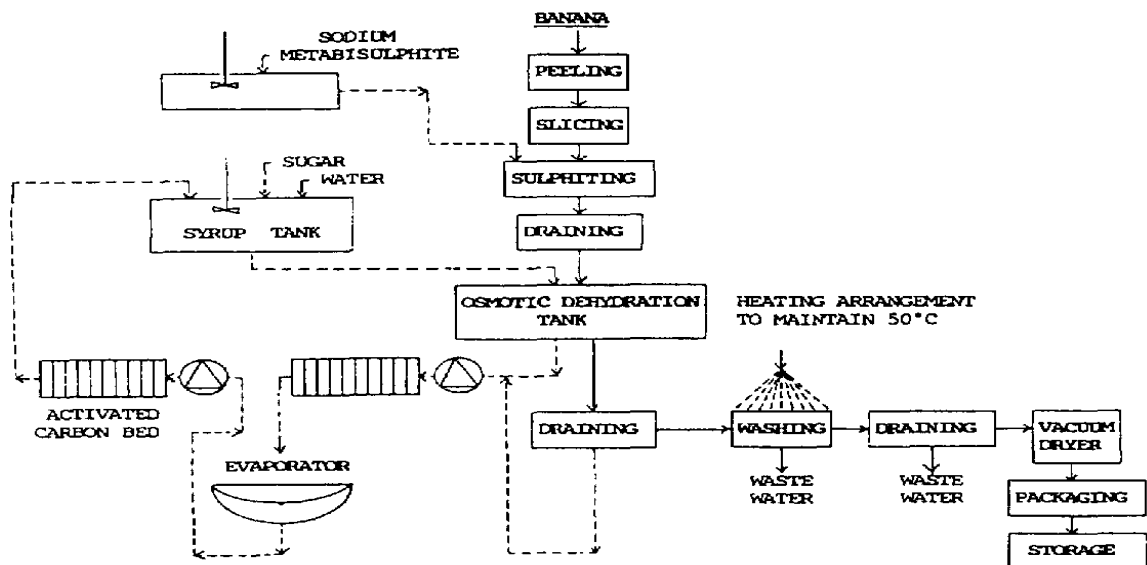 BANANA
SODIUM
METABISULPHITE
PEELING
SLICING
SUGAR
WATER
SULPHITING
SYRUP TANK
DRAINING
OSMOTIC DEHYDRATION
TANK
HEATING ARRANGEMENT
TO MAINTAIN 50°C
ACTIVATED
CARBON BED
DRAINING
WASHING
DRAINING
VACUUM
DRYER
EVAPORATOR
WASTE
WATER
WASTE
WATER
PACKAGING
STORAGE